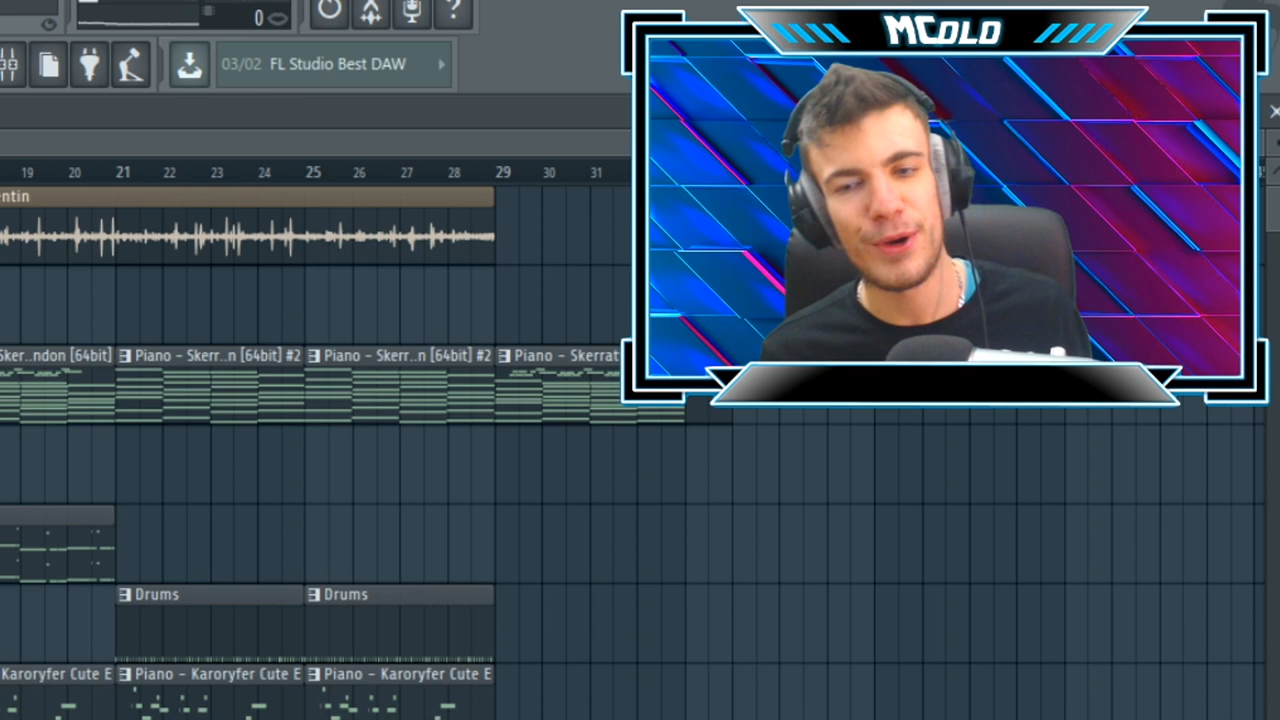 0
?
MCOLD
03/02 FL Studio Best DAW
19 20 21 22 23 24 25 26 27 28 29 30 31
entin
Sker..ndon [64bit] Piano - Skerr..n [64bit] #2 Piano - Skerr..n [64bit] #2 Piano - Skerrat
Drums Drums
Karoryfer Cute E Piano - Karoryfer Cute E Piano - Karoryfer Cute E